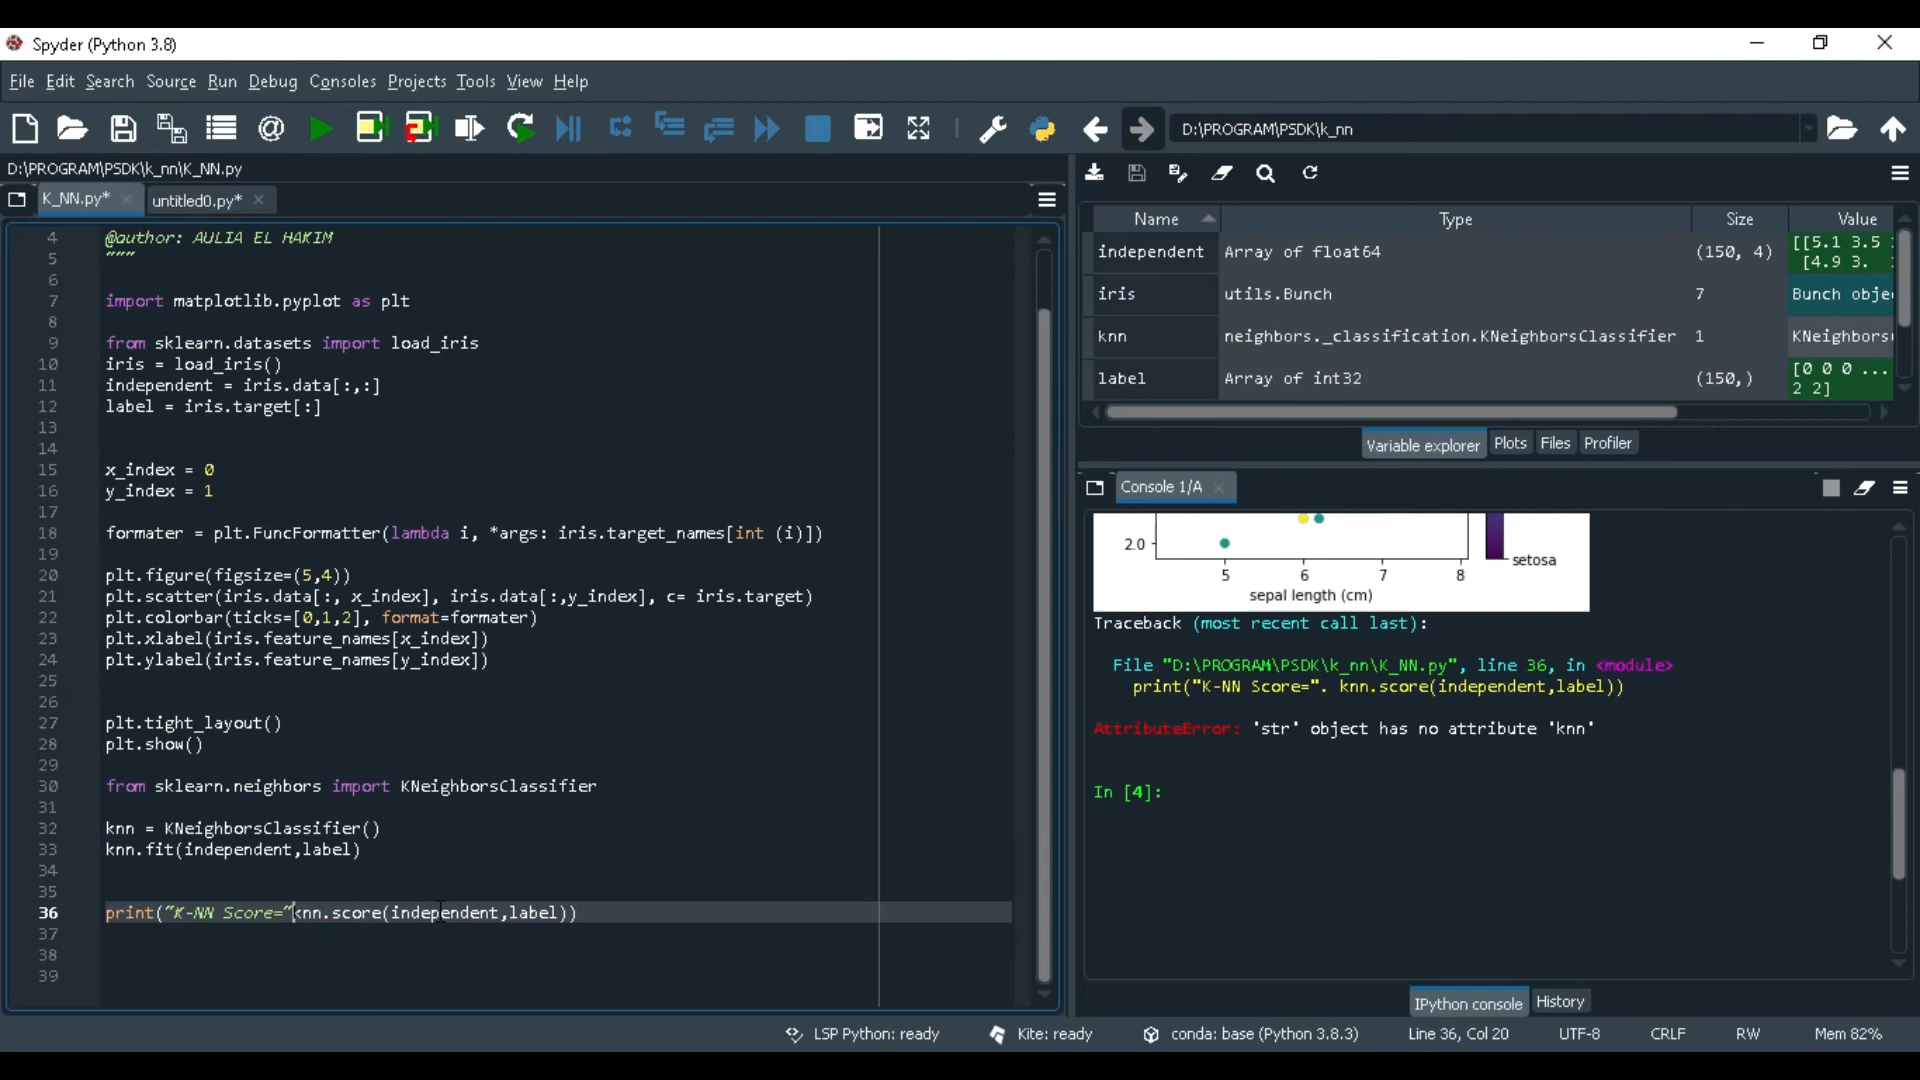 Spyder (Python 3.8)
File Edit Search Source Run Debug Consoles Projects Tools View Help
D:\PROGRAM\PSDK\k_nn
D:\PROGRAM\PSDK\k_nn\K_NN.py
K_NN.py*
untitled0.py*
4 @author: AULIA EL HAKIM
5 """
6
7 import matplotlib.pyplot as plt
8
9 from sklearn.datasets import load_iris
10 iris = load_iris()
11 independent = iris.data[:,:]
12 label = iris.target[:]
13
14
15 x_index = 0
16 y_index = 1
17
18 formater = plt.FuncFormatter(lambda i, *args: iris.target_names[int (i)])
19
20 plt.figure(figsize=(5,4))
21 plt.scatter(iris.data[:, x_index], iris.data[:,y_index], c= iris.target)
22 plt.colorbar(ticks=[0,1,2], format=formater)
23 plt.xlabel(iris.feature_names[x_index])
24 plt.ylabel(iris.feature_names[y_index])
25
26
27 plt.tight_layout()
28 plt.show()
29
30 from sklearn.neighbors import KNeighborsClassifier
31
32 knn = KNeighborsClassifier()
33 knn.fit(independent,label)
34
35
36 print("K-NN Score="knn.score(independent,label))
37
38
39
Name Type Size Value
independent Array of float64 (150, 4) [[5.1 3.5
[4.9 3.
iris utils.Bunch 7 Bunch obje
knn neighbors._classification.KNeighborsClassifier 1 KNeighbors
label Array of int32 (150,) [0 0 0 ...
2 2]
Variable explorer Plots Files Profiler
Console 1/A
2.0
setosa
5 6 7 8
sepal length (cm)
Traceback (most recent call last):
File "D:\PROGRAM\PSDK\k_nn\K_NN.py", line 36, in <module>
print("K-NN Score=". knn.score(independent,label))
AttributeError: 'str' object has no attribute 'knn'
In [4]:
IPython console History
LSP Python: ready Kite: ready conda: base (Python 3.8.3) Line 36, Col 20 UTF-8 CRLF RW Mem 82%